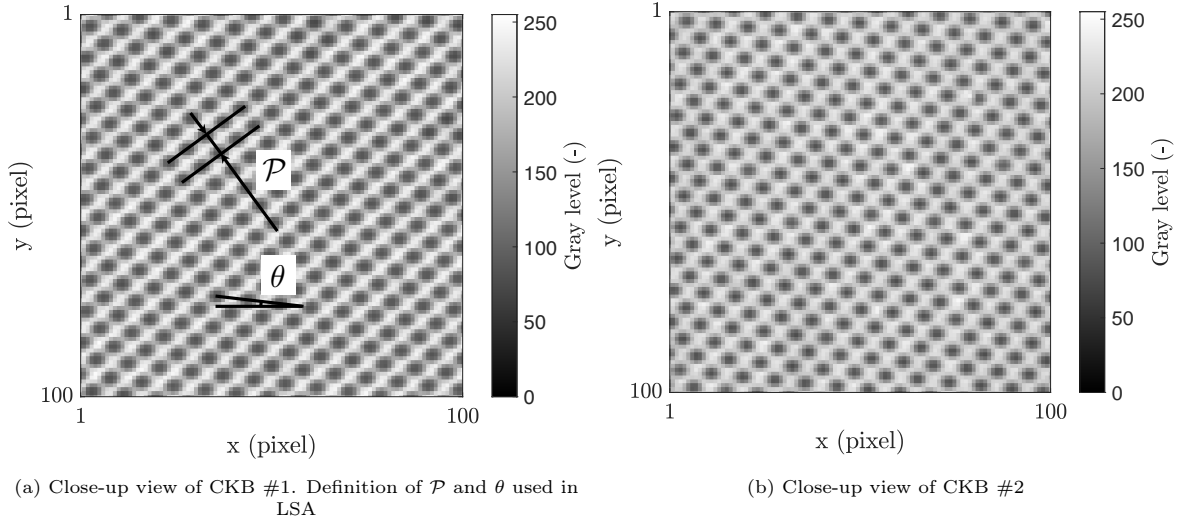 1
y (pixel)
100
1
100
x (pixel)
𝒫
θ
250
200
150
100
50
0
Gray level (-)
(a) Close-up view of CKB #1. Definition of 𝒫 and θ used in
LSA
1
y (pixel)
100
1
100
x (pixel)
250
200
150
100
50
0
Gray level (-)
(b) Close-up view of CKB #2